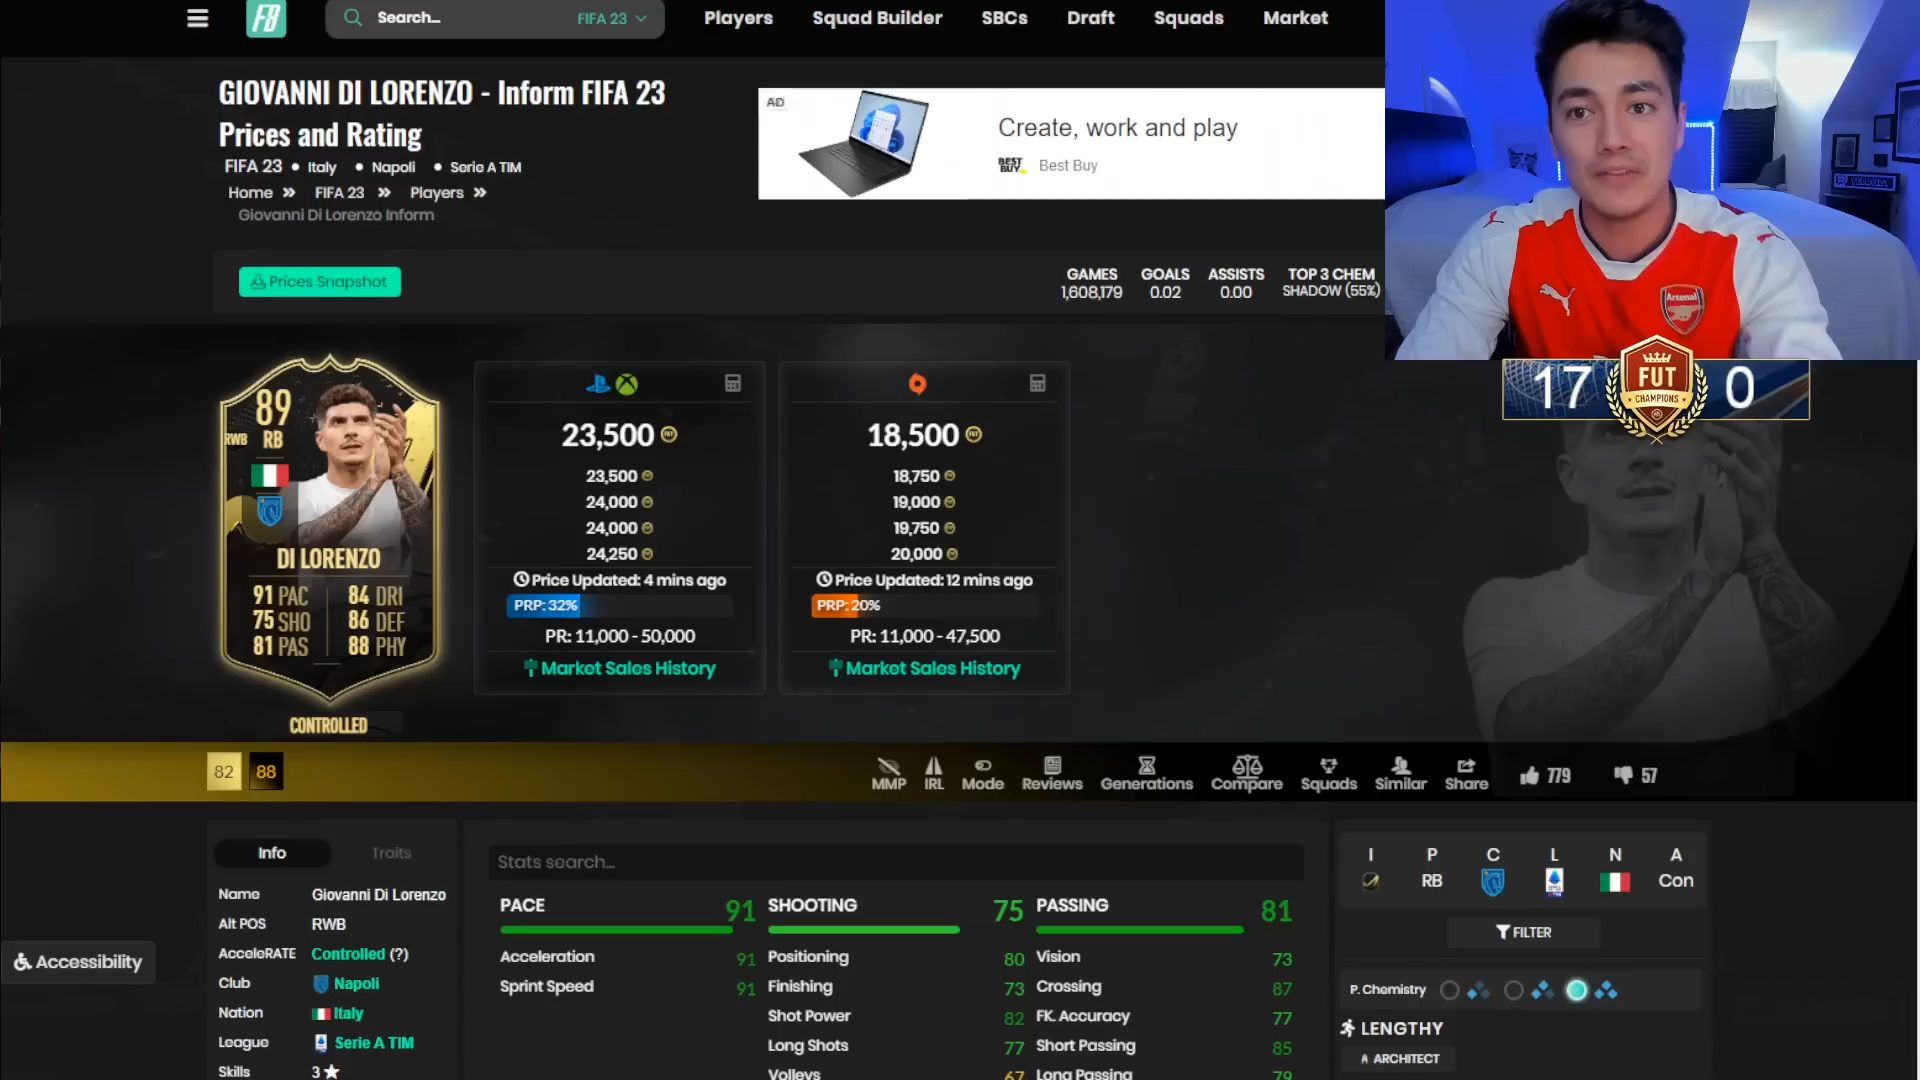 F8
Search...
FIFA 23
Players
Squad Builder
SBCs
Draft
Squads
Market
GIOVANNI DI LORENZO - Inform FIFA 23
Prices and Rating
FIFA 23 • Italy • Napoli • Serie A TIM
Home » FIFA 23 » Players »
Giovanni Di Lorenzo Inform
AD
Create, work and play
BEST BUY
Best Buy
Arsenal
Prices Snapshot
GAMES
1,608,179
GOALS
0.02
ASSISTS
0.00
TOP 3 CHEM
SHADOW (55%)
17
FUT
CHAMPIONS
0
89
RB
RWB
DI LORENZO
91 PAC 84 DRI
75 SHO 86 DEF
81 PAS 88 PHY
CONTROLLED
23,500
23,500
24,000
24,000
24,250
Price Updated: 4 mins ago
PRP: 32%
PR: 11,000 - 50,000
Market Sales History
18,500
18,750
19,000
19,750
20,000
Price Updated: 12 mins ago
PRP: 20%
PR: 11,000 - 47,500
Market Sales History
82
88
MMP
IRL
Mode
Reviews
Generations
Compare
Squads
Similar
Share
779
57
Info
Traits
Name Giovanni Di Lorenzo
Alt POS RWB
AcceleRATE Controlled (?)
Club Napoli
Nation Italy
League Serie A TIM
Skills 3
Accessibility
Stats search...
PACE 91
Acceleration 91
Sprint Speed 91
SHOOTING 75
Positioning 80
Finishing 73
Shot Power 82
Long Shots 77
Volleys 67
PASSING 81
Vision 73
Crossing 87
FK. Accuracy 77
Short Passing 85
Long Passing 79
I P C L N A
RB Con
FILTER
P. Chemistry
LENGTHY
ARCHITECT